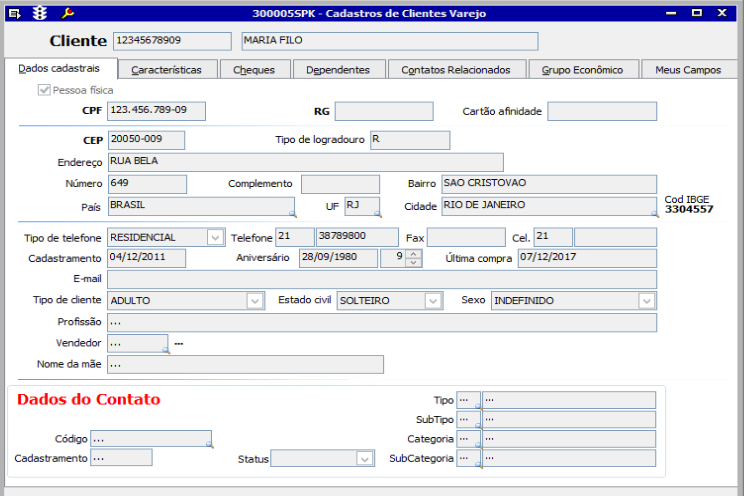 300005SPK - Cadastros de Clientes Varejo
Cliente 12345678909 MARIA FILO
Dados cadastrais Características Cheques Dependentes Contatos Relacionados Grupo Econômico Meus Campos
Pessoa física
CPF 123.456.789-09 RG Cartão afinidade
CEP 20050-009 Tipo de logradouro R
Endereço RUA BELA
Número 649 Complemento Bairro SAO CRISTOVAO
País BRASIL UF RJ Cidade RIO DE JANEIRO Cod IBGE
3304557
Tipo de telefone RESIDENCIAL Telefone 21 38789800 Fax Cel. 21
Cadastramento 04/12/2011 Aniversário 28/09/1980 9 Última compra 07/12/2017
E-mail
Tipo de cliente ADULTO Estado civil SOLTEIRO Sexo INDEFINIDO
Profissão ...
Vendedor ... ...
Nome da mãe ...
Dados do Contato
Tipo ... ...
SubTipo ... ...
Código ... Categoria ... ...
Cadastramento ... Status SubCategoria ... ...